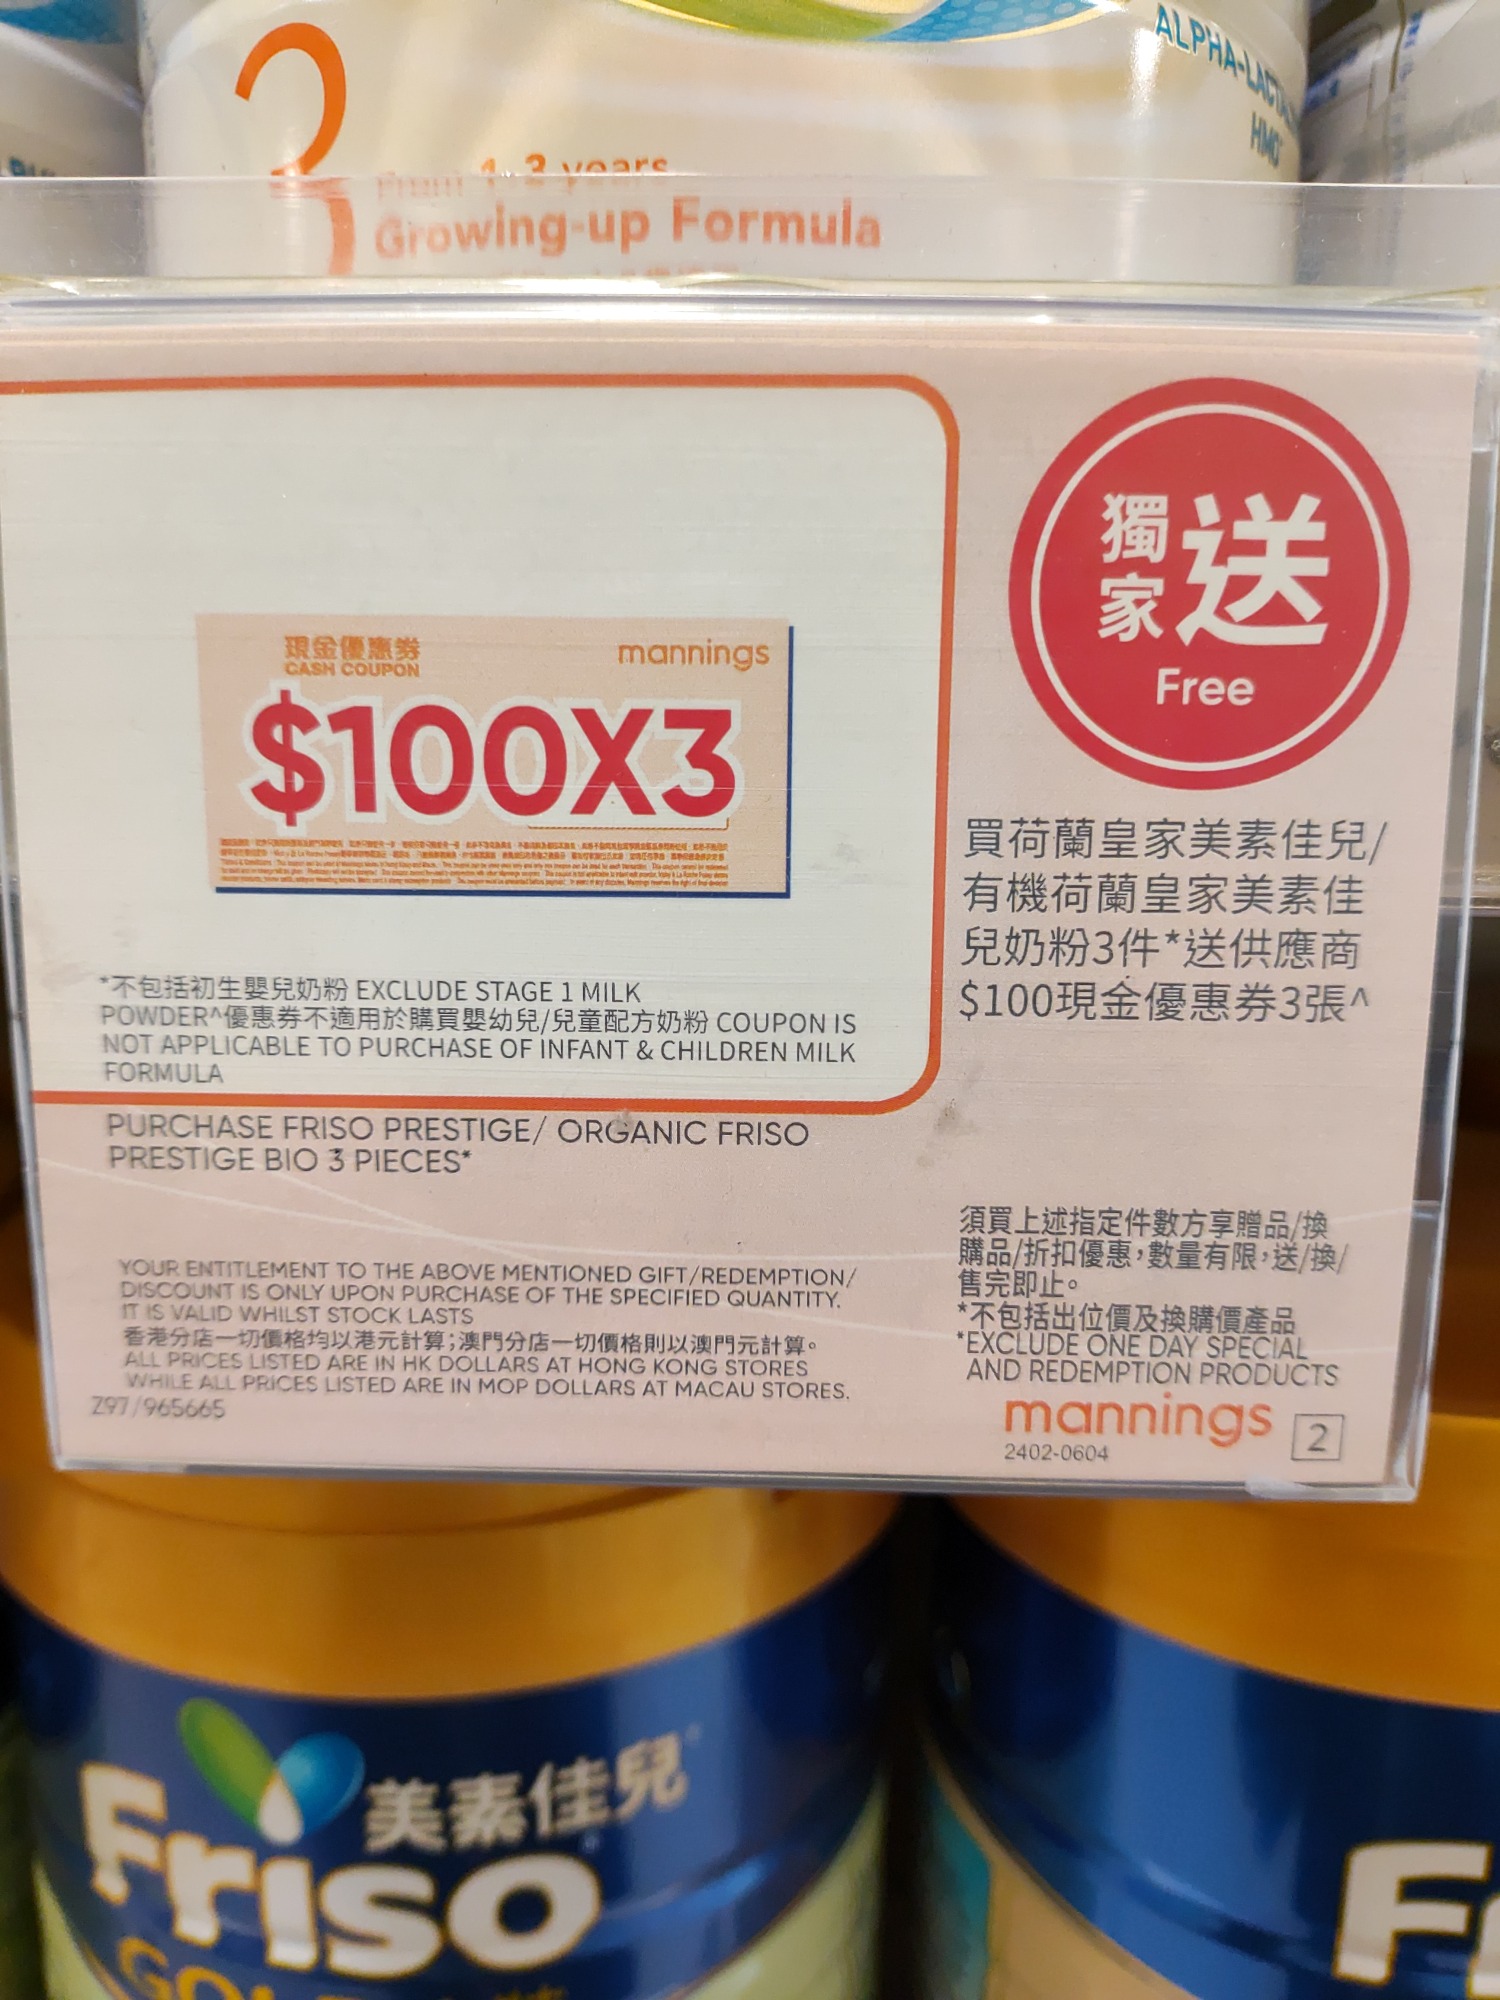 ALPHA-LACTA
HMO
3
From 1-3 years
Growing-up Formula
獨家
送
Free
現金優惠券
CASH COUPON
mannings
$100X3
買荷蘭皇家美素佳兒/
有機荷蘭皇家美素佳
兒奶粉3件*送供應商
$100現金優惠券3張^
*不包括初生嬰兒奶粉 EXCLUDE STAGE 1 MILK
POWDER^優惠券不適用於購買嬰幼兒/兒童配方奶粉 COUPON IS
NOT APPLICABLE TO PURCHASE OF INFANT & CHILDREN MILK
FORMULA
PURCHASE FRISO PRESTIGE/ ORGANIC FRISO
PRESTIGE BIO 3 PIECES*
YOUR ENTITLEMENT TO THE ABOVE MENTIONED GIFT/REDEMPTION/
DISCOUNT IS ONLY UPON PURCHASE OF THE SPECIFIED QUANTITY.
IT IS VALID WHILST STOCK LASTS
香港分店一切價格均以港元計算；澳門分店一切價格則以澳門元計算。
ALL PRICES LISTED ARE IN HK DOLLARS AT HONG KONG STORES
WHILE ALL PRICES LISTED ARE IN MOP DOLLARS AT MACAU STORES.
Z97/965665
須買上述指定件數方享贈品/換
購品/折扣優惠，數量有限，送/換/
售完即止。
*不包括出位價及換購價產品
*EXCLUDE ONE DAY SPECIAL
AND REDEMPTION PRODUCTS
mannings
2402-0604
2
美素佳兒
Friso